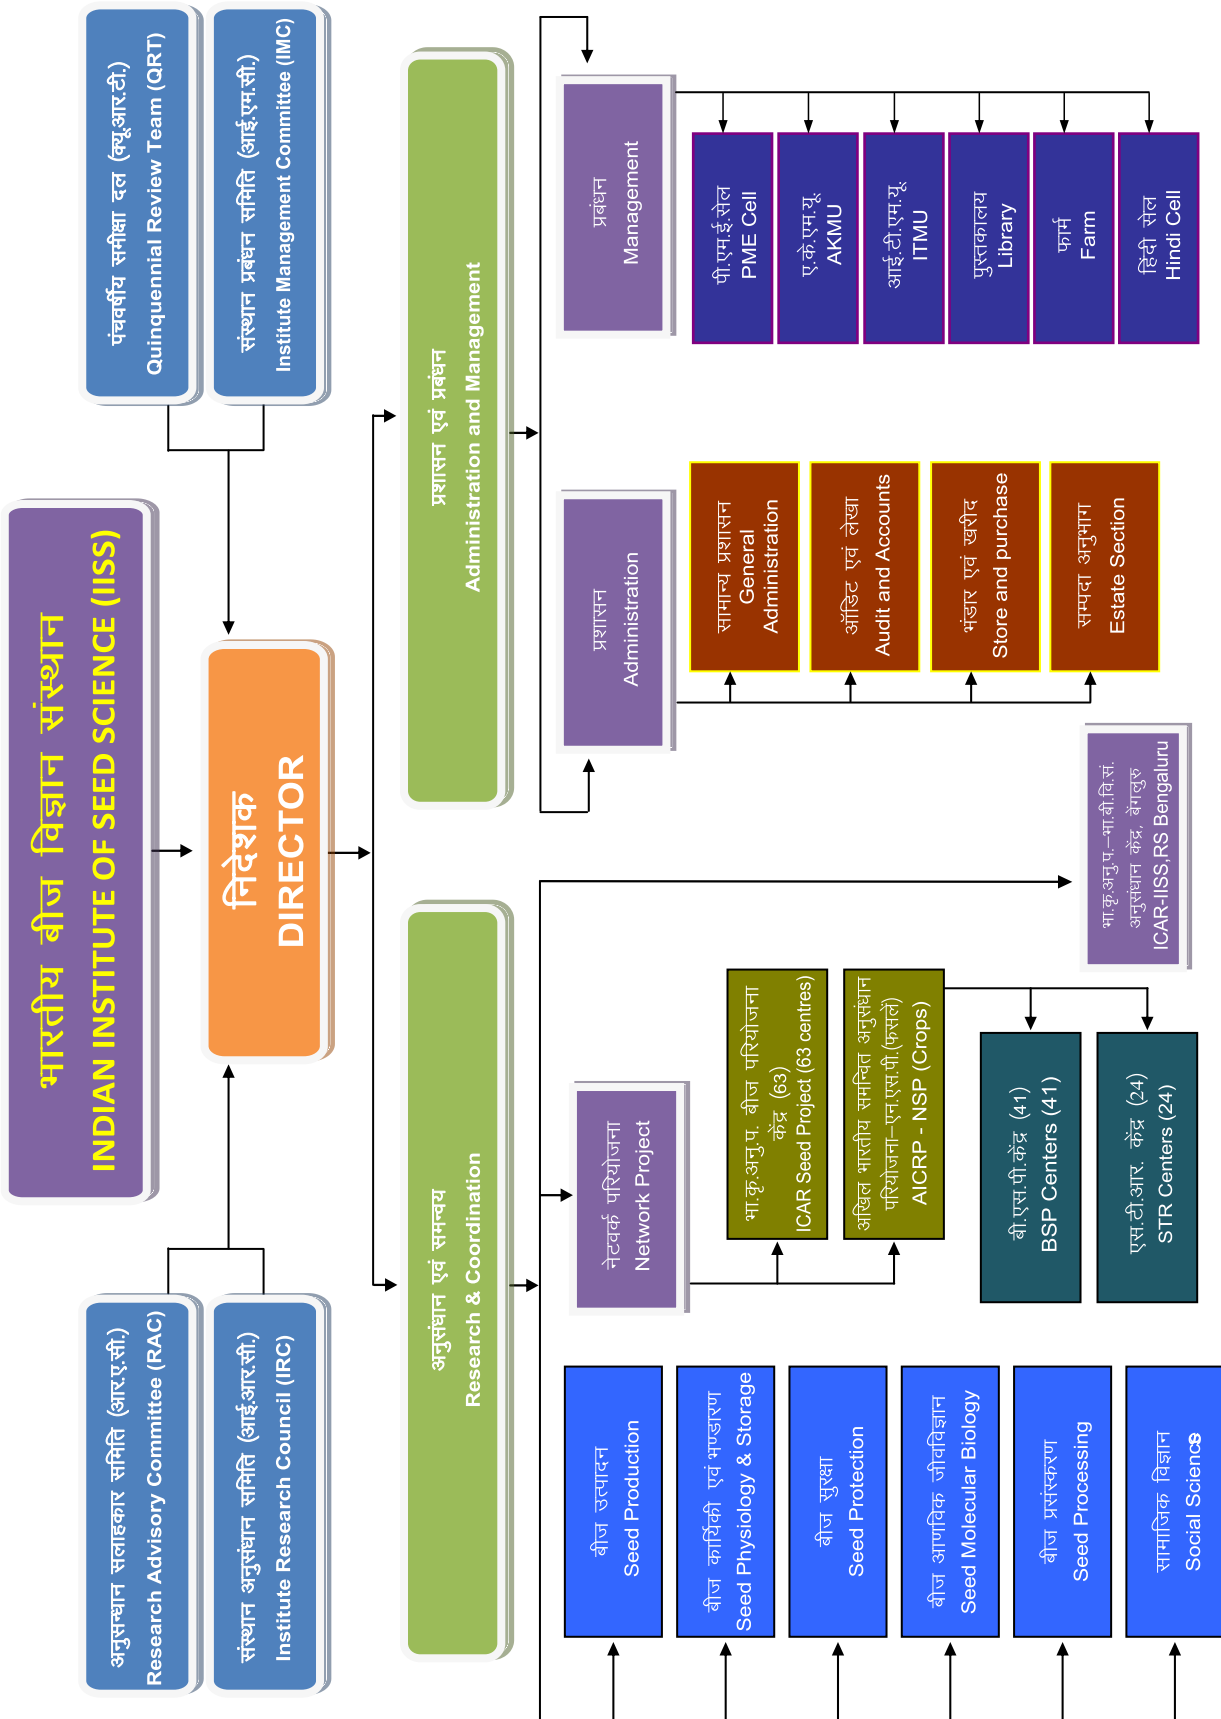 भारतीय बीज विज्ञान संस्थान
INDIAN INSTITUTE OF SEED SCIENCE (IISS)
अनुसन्धान सलाहकार समिति (आर.ए.सी.)
Research Advisory Committee (RAC)
संस्थान अनुसंधान समिति (आई.आर.सी.)
Institute Research Council (IRC)
पंचवर्षीय समीक्षा दल (क्यू.आर.टी.)
Quinquennial Review Team (QRT)
संस्थान प्रबंधन समिति (आई.एम.सी.)
Institute Management Committee (IMC)
निदेशक
DIRECTOR
अनुसंधान एवं समन्वय
Research & Coordination
प्रशासन एवं प्रबंधन
Administration and Management
बीज उत्पादन
Seed Production
बीज कार्यिकी एवं भण्डारण
Seed Physiology & Storage
बीज सुरक्षा
Seed Protection
बीज आणविक जीवविज्ञान
Seed Molecular Biology
बीज प्रसंस्करण
Seed Processing
सामाजिक विज्ञान
Social Science
नेटवर्क परियोजना
Network Project
भा.कृ.अनु.प. बीज परियोजना
केंद्र (63)
ICAR Seed Project (63 centres)
अखिल भारतीय समन्वित अनुसंधान
परियोजना–एन.एस.पी.(फसलें)
AICRP - NSP (Crops)
बी.एस.पी.केंद्र (41)
BSP Centers (41)
एस.टी.आर. केंद्र (24)
STR Centers (24)
भा.कृ.अनु.प.–भा.बी.वि.सं.
अनुसंधान केंद्र, बेंगलुरु
ICAR-IISS,RS Bengaluru
प्रशासन
Administration
सामान्य प्रशासन
General
Administration
ऑडिट एवं लेखा
Audit and Accounts
भंडार एवं खरीद
Store and purchase
सम्पदा अनुभाग
Estate Section
प्रबंधन
Management
पी.एम.ई.सेल
PME Cell
ए.के.एम.यू.
AKMU
आई.टी.एम.यू.
ITMU
पुस्तकालय
Library
फार्म
Farm
हिंदी सेल
Hindi Cell